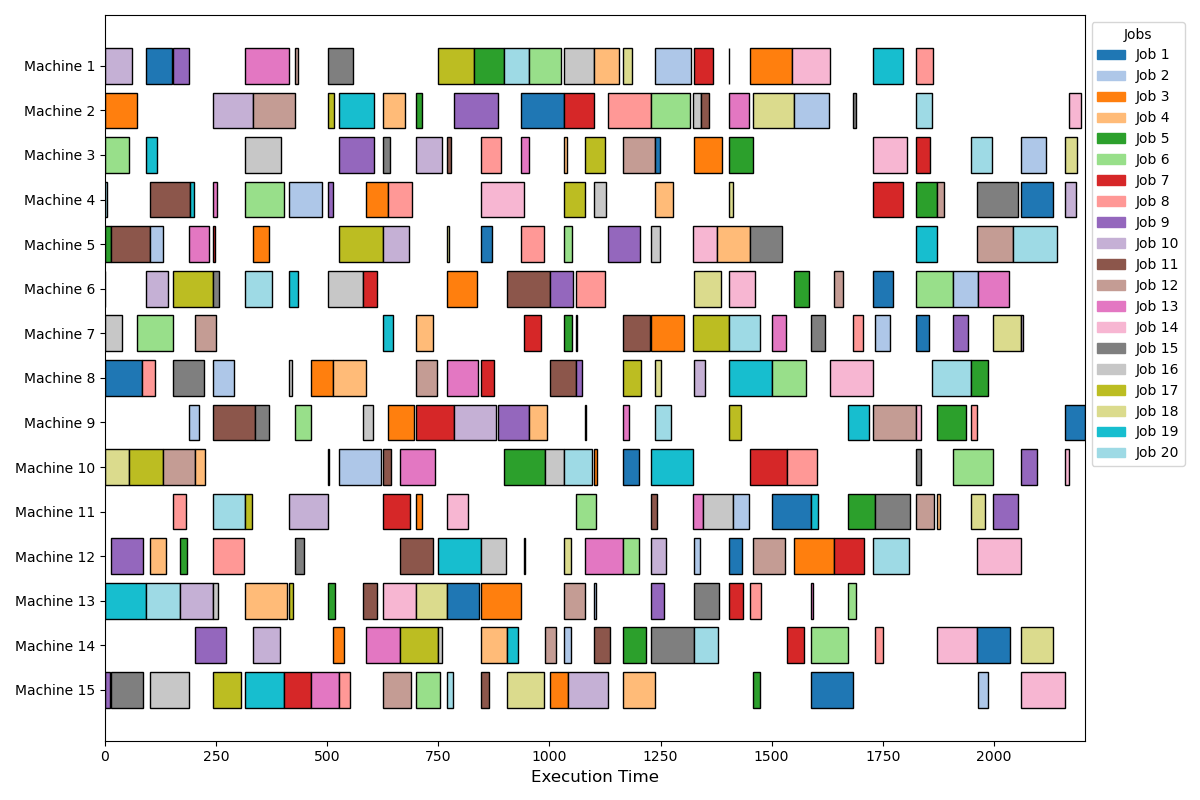 Machine 1
Machine 2
Machine 3
Machine 4
Machine 5
Machine 6
Machine 7
Machine 8
Machine 9
Machine 10
Machine 11
Machine 12
Machine 13
Machine 14
Machine 15
0 250 500 750 1000 1250 1500 1750 2000
Execution Time
Jobs
Job 1
Job 2
Job 3
Job 4
Job 5
Job 6
Job 7
Job 8
Job 9
Job 10
Job 11
Job 12
Job 13
Job 14
Job 15
Job 16
Job 17
Job 18
Job 19
Job 20